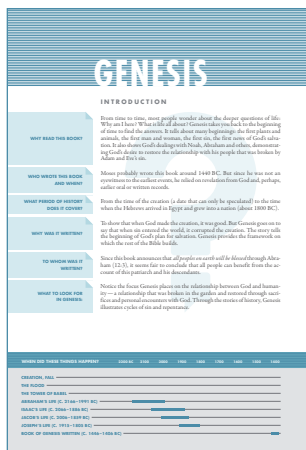 GENESIS
INTRODUCTION
WHY READ THIS BOOK?
From time to time, most people wonder about the deeper questions of life:
Why am I here? What is life all about? Genesis takes you back to the beginning
of time to find the answers. It tells about many beginnings: the first plants and
animals, the first man and woman, the first sin, the first news of God's salva-
tion. It also shows God's dealings with Noah, Abraham and others, demonstrat-
ing God's desire to restore the relationship with his people that was broken by
Adam and Eve's sin.
WHO WROTE THIS BOOK
AND WHEN?
Moses probably wrote this book around 1440 BC. But since he was not an
eyewitness to the earliest events, he relied on revelation from God and, perhaps,
earlier oral or written records.
WHAT PERIOD OF HISTORY
DOES IT COVER?
From the time of the creation (a date that can only be speculated) to the time
when the Hebrews arrived in Egypt and grew into a nation (about 1800 BC).
WHY WAS IT WRITTEN?
To show that when God made the creation, it was good. But Genesis goes on to
say that when sin entered the world, it corrupted the creation. The story tells
the beginning of God's plan for salvation. Genesis provides the framework on
which the rest of the Bible builds.
TO WHOM WAS IT
WRITTEN?
Since this book announces that all peoples on earth will be blessed through Abra-
ham (12:3), it seems fair to conclude that all people can benefit from the ac-
count of this patriarch and his descendants.
WHAT TO LOOK FOR
IN GENESIS:
Notice the focus Genesis places on the relationship between God and human-
ity — a relationship that was broken in the garden and restored through sacri-
fices and personal encounters with God. Through the stories of history, Genesis
illustrates cycles of sin and repentance.
WHEN DID THESE THINGS HAPPEN? 2200 BC 2100 2000 1900 1800 1700 1600 1500 1400
CREATION, FALL
THE FLOOD
THE TOWER OF BABEL
ABRAHAM'S LIFE (C. 2166–1991 BC)
ISAAC'S LIFE (C. 2066–1886 BC)
JACOB'S LIFE (C. 2006–1859 BC)
JOSEPH'S LIFE (C. 1915–1805 BC)
BOOK OF GENESIS WRITTEN (C. 1446–1406 BC)